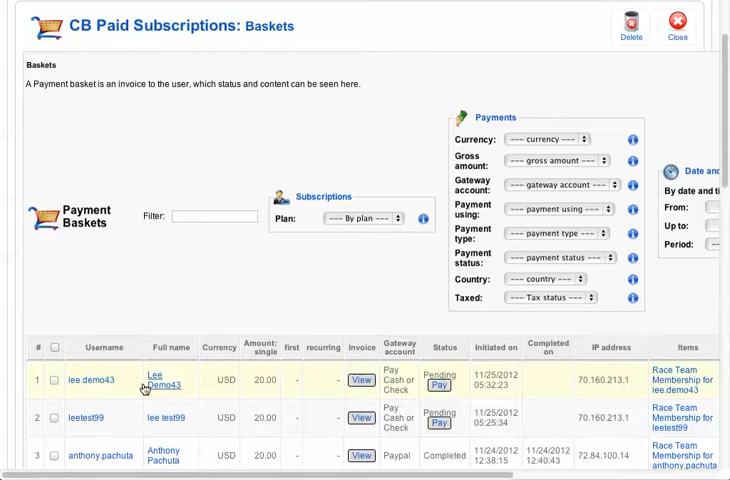 CB Paid Subscriptions: Baskets
Delete
Close
Baskets
A Payment basket is an invoice to the user, which status and content can be seen here.
Payment Baskets
Filter:
Subscriptions
Plan: --- By plan ---
Payments
Currency: --- currency ---
Gross amount: --- gross amount ---
Gateway account: --- gateway account ---
Payment using: --- payment using ---
Payment type: --- payment type ---
Payment status: --- payment status ---
Country: --- country ---
Taxed: --- Tax status ---
Date and
By date and ti
From:
Up to:
Period: ---
# Username Full name Currency Amount: single first recurring Invoice Gateway account Status Initiated on Completed on IP address Items
1 lee.demo43 Lee Demo43 USD 20.00 - - View Pay Cash or Check Pending Pay 11/25/2012 05:32:23 70.160.213.1 Race Team Membership for lee.demo43
2 leetest99 lee test99 USD 20.00 - - View Pay Cash or Check Pending Pay 11/25/2012 05:25:34 70.160.213.1 Race Team Membership for leetest99
3 anthony.pachuta Anthony Pachuta USD 20.00 - - View Paypal Completed 11/24/2012 12:38:15 11/24/2012 12:40:43 72.84.100.14 Race Team Membership for anthony.pachuta